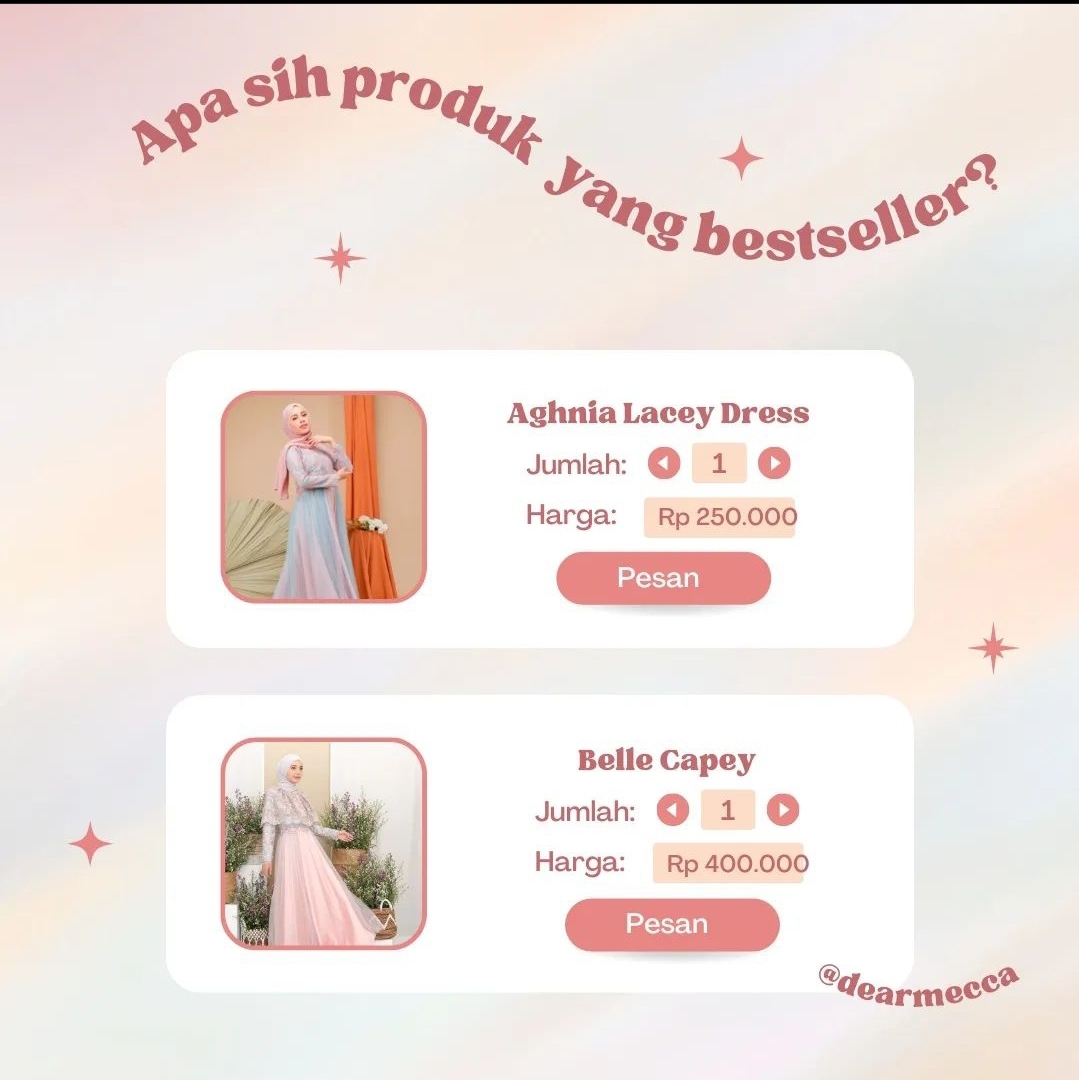 Apa sih produk yang bestseller?
Aghnia Lacey Dress
Jumlah: 1
Harga: Rp 250.000
Pesan
Belle Capey
Jumlah: 1
Harga: Rp 400.000
Pesan
@dearmecca